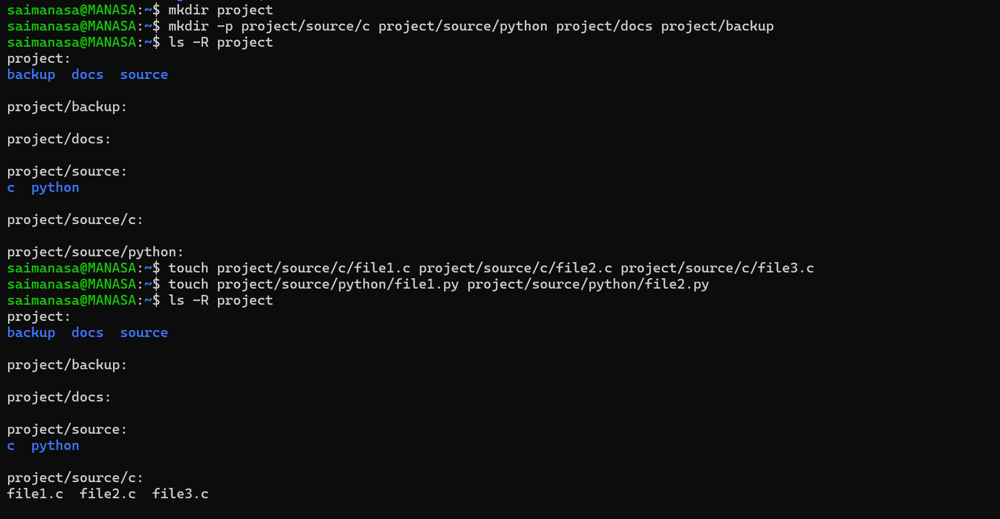 saimanasa@MANASA:~$ mkdir project
saimanasa@MANASA:~$ mkdir -p project/source/c project/source/python project/docs project/backup
saimanasa@MANASA:~$ ls -R project
project:
backup  docs  source
project/backup:
project/docs:
project/source:
c  python
project/source/c:
project/source/python:
saimanasa@MANASA:~$ touch project/source/c/file1.c project/source/c/file2.c project/source/c/file3.c
saimanasa@MANASA:~$ touch project/source/python/file1.py project/source/python/file2.py
saimanasa@MANASA:~$ ls -R project
project:
backup  docs  source
project/backup:
project/docs:
project/source:
c  python
project/source/c:
file1.c  file2.c  file3.c